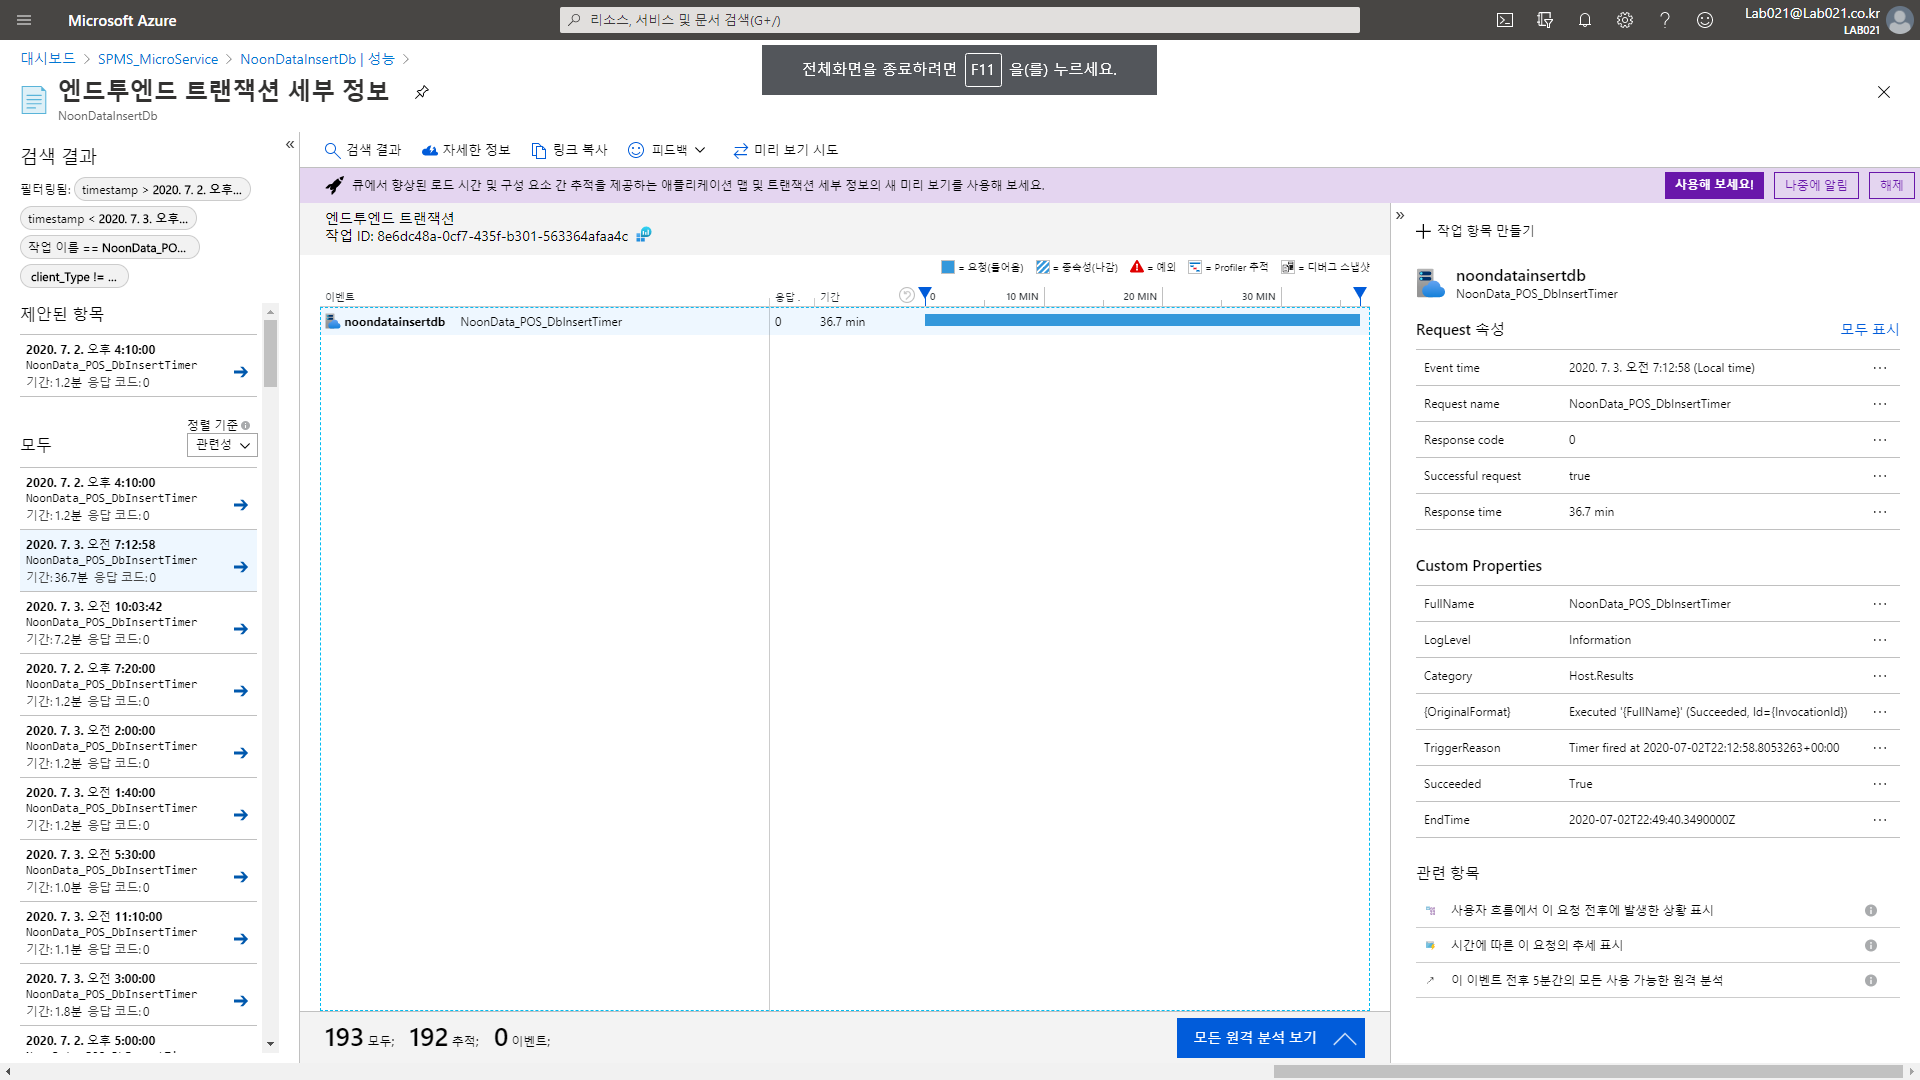 Microsoft Azure
리소스, 서비스 및 문서 검색(G+/)
Lab021@Lab021.co.kr
LAB021
대시보드 > SPMS_MicroService > NoonDataInsertDb | 성능 >
전체화면을 종료하려면 F11 을(를) 누르세요.
엔드투엔드 트랜잭션 세부 정보
NoonDataInsertDb
검색 결과
필터링됨: timestamp > 2020. 7. 2. 오후...
timestamp < 2020. 7. 3. 오후...
작업 이름 == NoonData_PO...
client_Type != ...
제안된 항목
2020. 7. 2. 오후 4:10:00
NoonData_POS_DbInsertTimer
기간: 1.2분 응답 코드: 0
정렬 기준
모두
관련성
2020. 7. 2. 오후 4:10:00
NoonData_POS_DbInsertTimer
기간: 1.2분 응답 코드: 0
2020. 7. 3. 오전 7:12:58
NoonData_POS_DbInsertTimer
기간: 36.7분 응답 코드: 0
2020. 7. 3. 오전 10:03:42
NoonData_POS_DbInsertTimer
기간: 7.2분 응답 코드: 0
2020. 7. 2. 오후 7:20:00
NoonData_POS_DbInsertTimer
기간: 1.2분 응답 코드: 0
2020. 7. 3. 오전 2:00:00
NoonData_POS_DbInsertTimer
기간: 1.2분 응답 코드: 0
2020. 7. 3. 오전 1:40:00
NoonData_POS_DbInsertTimer
기간: 1.2분 응답 코드: 0
2020. 7. 3. 오전 5:30:00
NoonData_POS_DbInsertTimer
기간: 1.0분 응답 코드: 0
2020. 7. 3. 오전 11:10:00
NoonData_POS_DbInsertTimer
기간: 1.1분 응답 코드: 0
2020. 7. 3. 오전 3:00:00
NoonData_POS_DbInsertTimer
기간: 1.8분 응답 코드: 0
2020. 7. 2. 오후 5:00:00
검색 결과 자세한 정보 링크 복사 피드백 미리 보기 시도
큐에서 향상된 로드 시간 및 구성 요소 간 추적을 제공하는 애플리케이션 맵 및 트랜잭션 세부 정보의 새 미리 보기를 사용해 보세요.
사용해 보세요! 나중에 알림 해제
엔드투엔드 트랜잭션
작업 ID: 8e6dc48a-0cf7-435f-b301-563364afaa4c
= 요청(들어옴) = 종속성(나감) = 예외 = Profiler 추적 = 디버그 스냅샷
이벤트 응답 . 기간 0 10 MIN 20 MIN 30 MIN
noondatainsertdb NoonData_POS_DbInsertTimer 0 36.7 min
193 모두; 192 추적; 0 이벤트;
모든 원격 분석 보기
작업 항목 만들기
noondatainsertdb
NoonData_POS_DbInsertTimer
Request 속성 모두 표시
Event time 2020. 7. 3. 오전 7:12:58 (Local time) ...
Request name NoonData_POS_DbInsertTimer ...
Response code 0 ...
Successful request true ...
Response time 36.7 min ...
Custom Properties
FullName NoonData_POS_DbInsertTimer ...
LogLevel Information ...
Category Host.Results ...
{OriginalFormat} Executed '{FullName}' (Succeeded, Id={InvocationId}) ...
TriggerReason Timer fired at 2020-07-02T22:12:58.8053263+00:00 ...
Succeeded True ...
EndTime 2020-07-02T22:49:40.3490000Z ...
관련 항목
사용자 흐름에서 이 요청 전후에 발생한 상황 표시
시간에 따른 이 요청의 추세 표시
이 이벤트 전후 5분간의 모든 사용 가능한 원격 분석